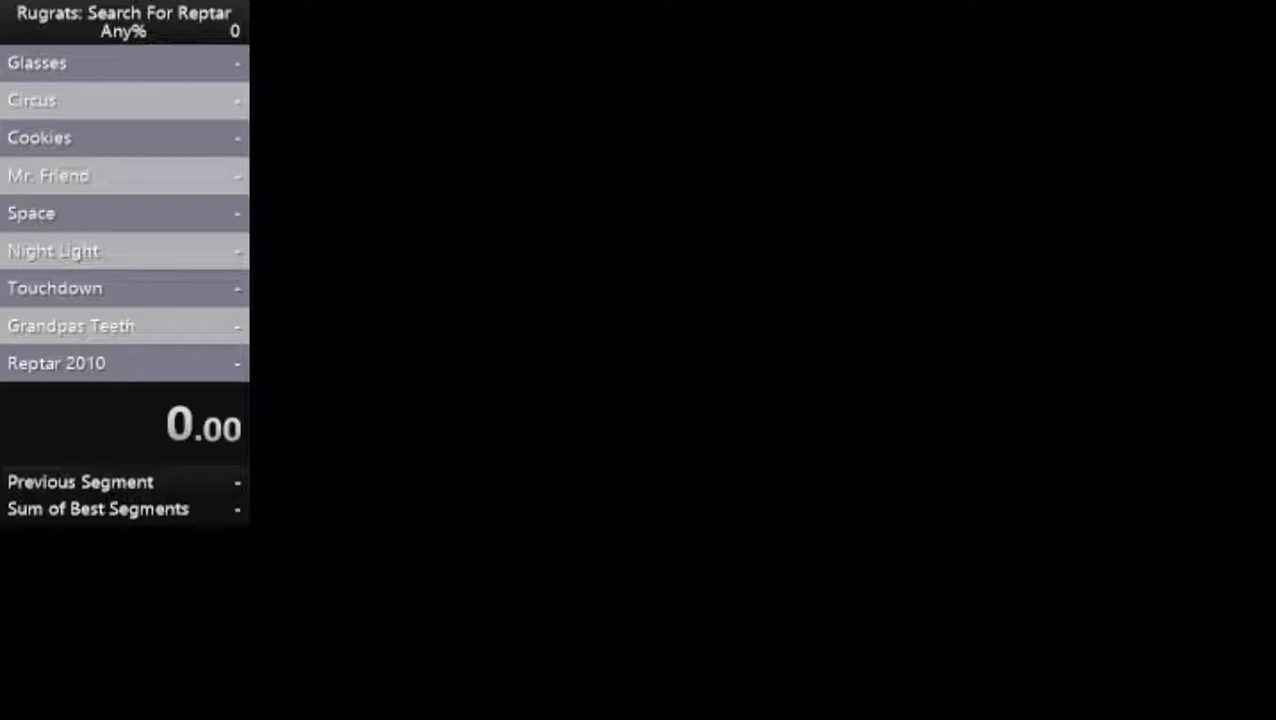 Rugrats: Search For Reptar
Any% 0
Glasses -
Circus -
Cookies -
Mr. Friend -
Space -
Night Light -
Touchdown -
Grandpas Teeth -
Reptar 2010 -
0.00
Previous Segment -
Sum of Best Segments -